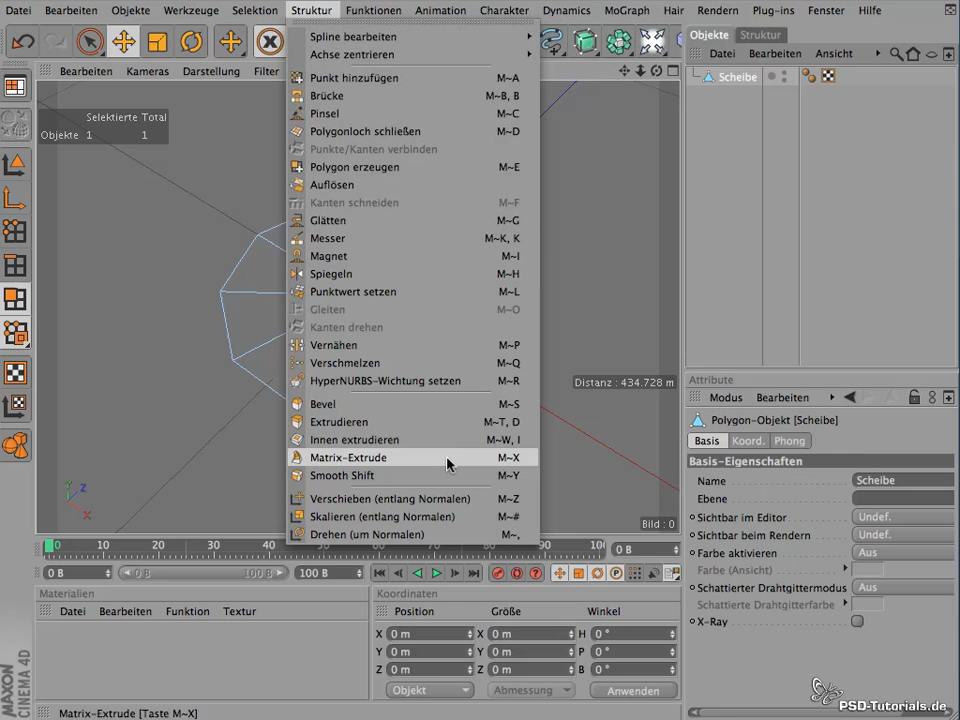 Datei Bearbeiten Objekte Werkzeuge Selektion Struktur Funktionen Animation Charakter Dynamics MoGraph Hair Rendern Plug-ins Fenster Hilfe
Objekte Struktur
Datei Bearbeiten Ansicht
Scheibe
Bearbeiten Kameras Darstellung Filter
Selektierte Total
Objekte 1 1
Spline bearbeiten
Achse zentrieren
Punkt hinzufügen M~A
Brücke M~B, B
Pinsel M~C
Polygonloch schließen M~D
Punkte/Kanten verbinden
Polygon erzeugen M~E
Auflösen
Kanten schneiden M~F
Glätten M~G
Messer M~K, K
Magnet M~I
Spiegeln M~H
Punktwert setzen M~L
Gleiten M~O
Kanten drehen
Vernähen M~P
Verschmelzen M~Q
HyperNURBS-Wichtung setzen M~R
Bevel M~S
Extrudieren M~T, D
Innen extrudieren M~W, I
Matrix-Extrude M~X
Smooth Shift M~Y
Verschieben (entlang Normalen) M~Z
Skalieren (entlang Normalen) M~#
Drehen (um Normalen) M~,
Distanz : 434.728 m
Bild : 0
Y Z
X
Attribute
Modus Bearbeiten
Polygon-Objekt [Scheibe]
Basis Koord. Phong
Basis-Eigenschaften
Name Scheibe
Ebene
Sichtbar im Editor Undef.
Sichtbar beim Rendern Undef.
Farbe aktivieren Aus
Farbe (Ansicht)
Schattierter Drahtgittermodus Aus
Schattierte Drahtgitterfarbe
X-Ray
0 10 20 30 40 50 60 70 80 90 100 0 B
0 B 0 B 100 B 100 B
Materialien
Datei Bearbeiten Funktion Textur
Koordinaten
Position Größe Winkel
X 0 m X 0 m H 0 °
Y 0 m Y 0 m P 0 °
Z 0 m Z 0 m B 0 °
Objekt Abmessung Anwenden
MAXON CINEMA 4D
Matrix-Extrude [Taste M~X]
PSD-Tutorials.de